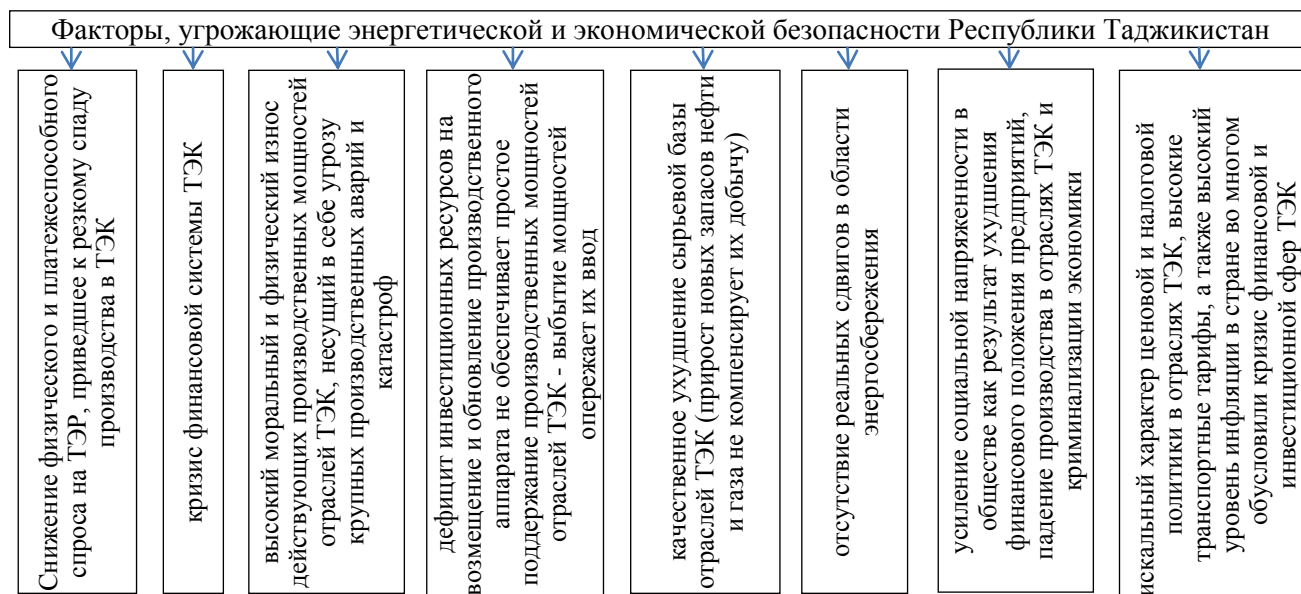 Факторы, угрожающие энергетической и экономической безопасности Республики Таджикистан
Снижение физического и платежеспособного
спроса на ТЭР, приведшее к резкому спаду
производства в ТЭК
кризис финансовой системы ТЭК
высокий моральный и физический износ
действующих производственных мощностей
отраслей ТЭК, несущий в себе угрозу
крупных производственных аварий и
катастроф
дефицит инвестиционных ресурсов на
возмещение и обновление производственного
аппарата не обеспечивает простое
поддержание производственных мощностей
отраслей ТЭК - выбытие мощностей
опережает их ввод
качественное ухудшение сырьевой базы
отраслей ТЭК (прирост новых запасов нефти
и газа не компенсирует их добычу)
отсутствие реальных сдвигов в области
энергосбережения
усиление социальной напряженности в
обществе как результат ухудшения
финансового положения предприятий,
падение производства в отраслях ТЭК и
криминализации экономики
искальный характер ценовой и налоговой
политики в отраслях ТЭК, высокие
транспортные тарифы, а также высокий
уровень инфляции в стране во многом
обусловили кризис финансовой и
инвестиционной сфер ТЭК